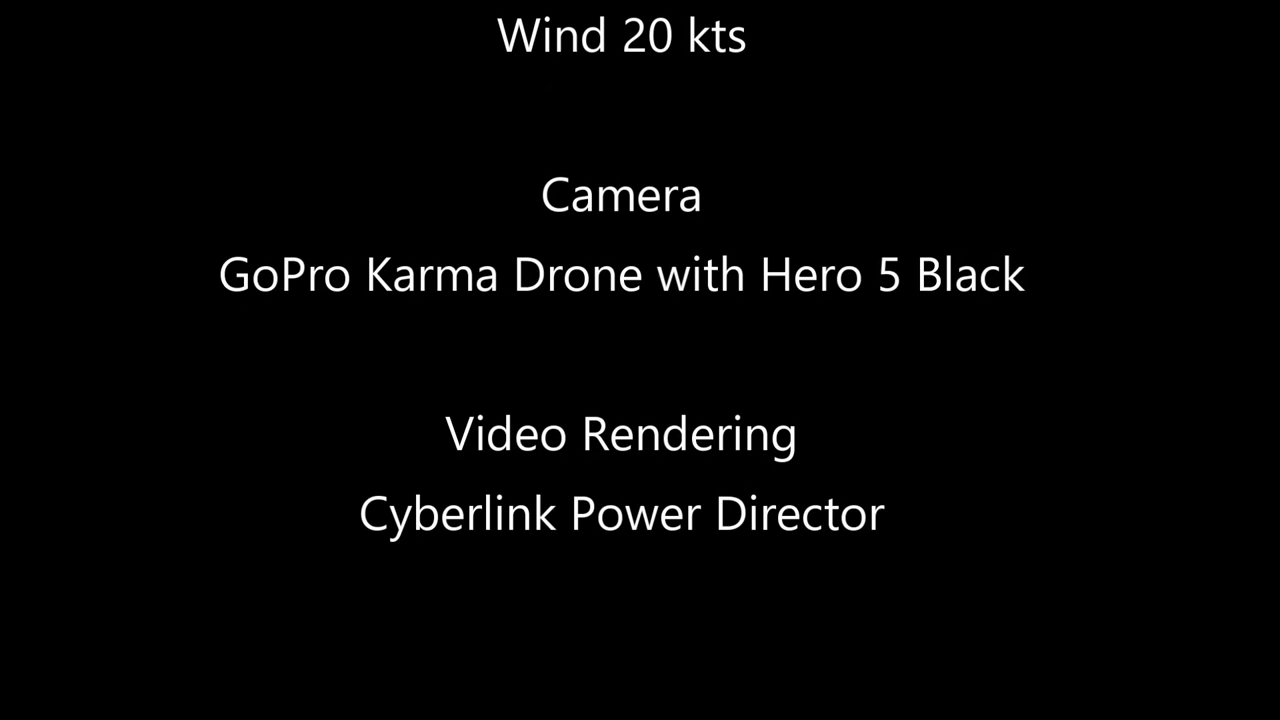 Wind 20 kts
Camera
GoPro Karma Drone with Hero 5 Black
Video Rendering
Cyberlink Power Director